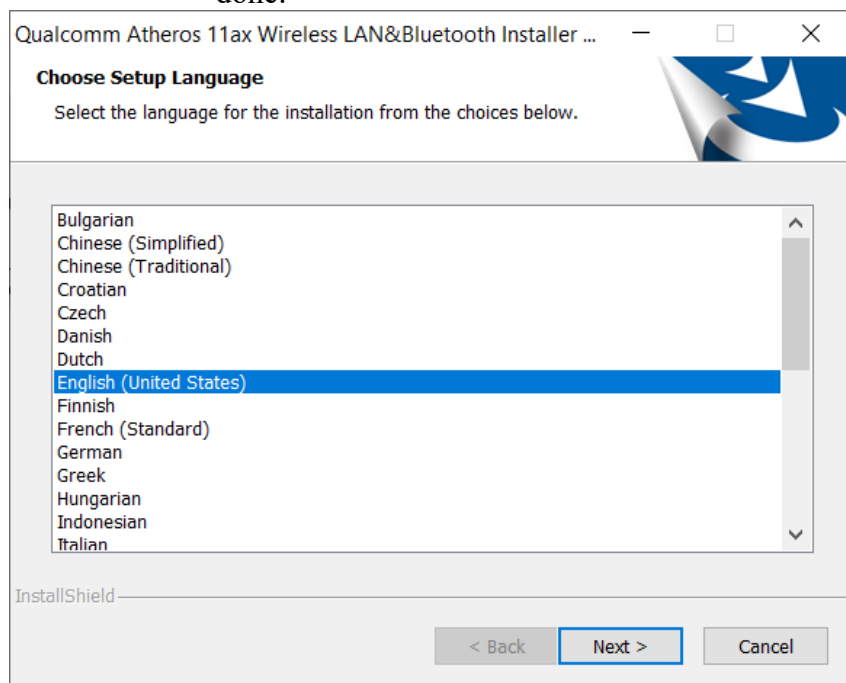 done.
Qualcomm Atheros 11ax Wireless LAN&Bluetooth Installer ...
Choose Setup Language
Select the language for the installation from the choices below.
Bulgarian
Chinese (Simplified)
Chinese (Traditional)
Croatian
Czech
Danish
Dutch
English (United States)
Finnish
French (Standard)
German
Greek
Hungarian
Indonesian
Italian
InstallShield
< Back Next > Cancel